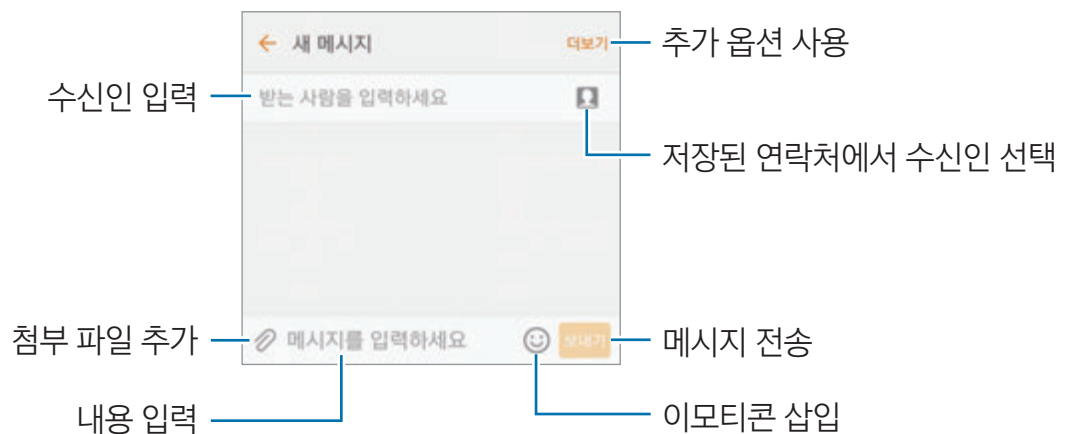 새 메시지
더보기
추가 옵션 사용
수신인 입력
받는 사람을 입력하세요
저장된 연락처에서 수신인 선택
첨부 파일 추가
메시지를 입력하세요
보내기
메시지 전송
내용 입력
이모티콘 삽입